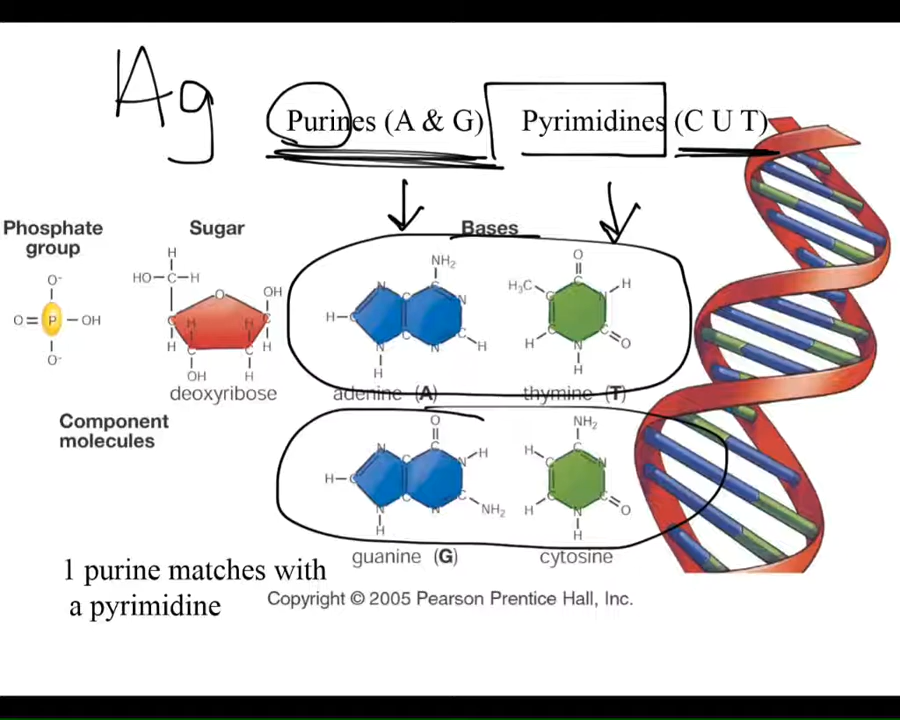 Ag
Purines (A & G)
Pyrimidines (C U T)
Phosphate
group
Sugar
Bases
O-
O=P-OH
O-
H
HO-C-H
O
OH
C
H
H
C
H
C
C
H
OH
H
deoxyribose
NH₂
N
C
C
N
H-C
C
C
N
N
H
H
adenine (A)
O
H₃C
C
C
N
H
C
C
H
N
O
H
thymine (T)
Component
molecules
O
N
C
C
N
H
H-C
C
C
N
N
NH₂
H
guanine (G)
NH₂
H
C
C
N
C
C
H
N
O
H
cytosine
1 purine matches with
a pyrimidine
Copyright © 2005 Pearson Prentice Hall, Inc.